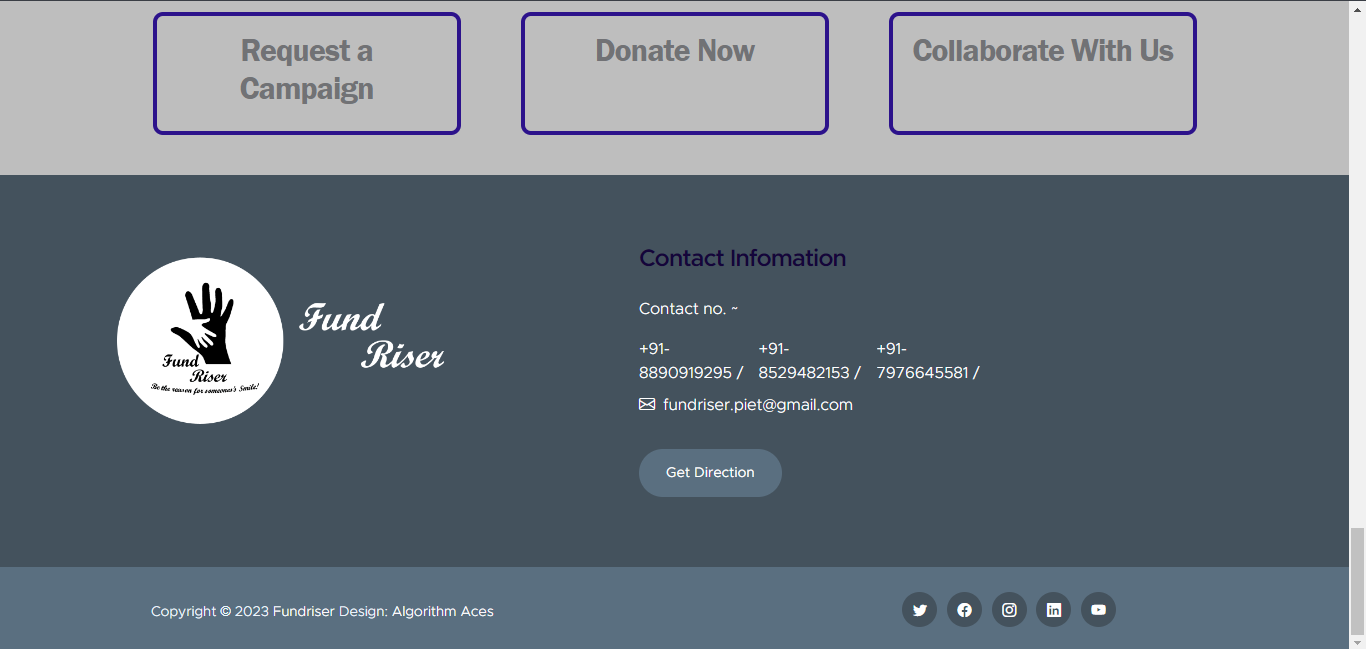 Request a
Campaign
Donate Now
Collaborate With Us
Fund
Riser
Be the reason for someones's Smile!
Fund
Riser
Contact Infomation
Contact no. ~
+91-
8890919295 /
+91-
8529482153 /
+91-
7976645581 /
fundriser.piet@gmail.com
Get Direction
Copyright © 2023 Fundriser Design: Algorithm Aces